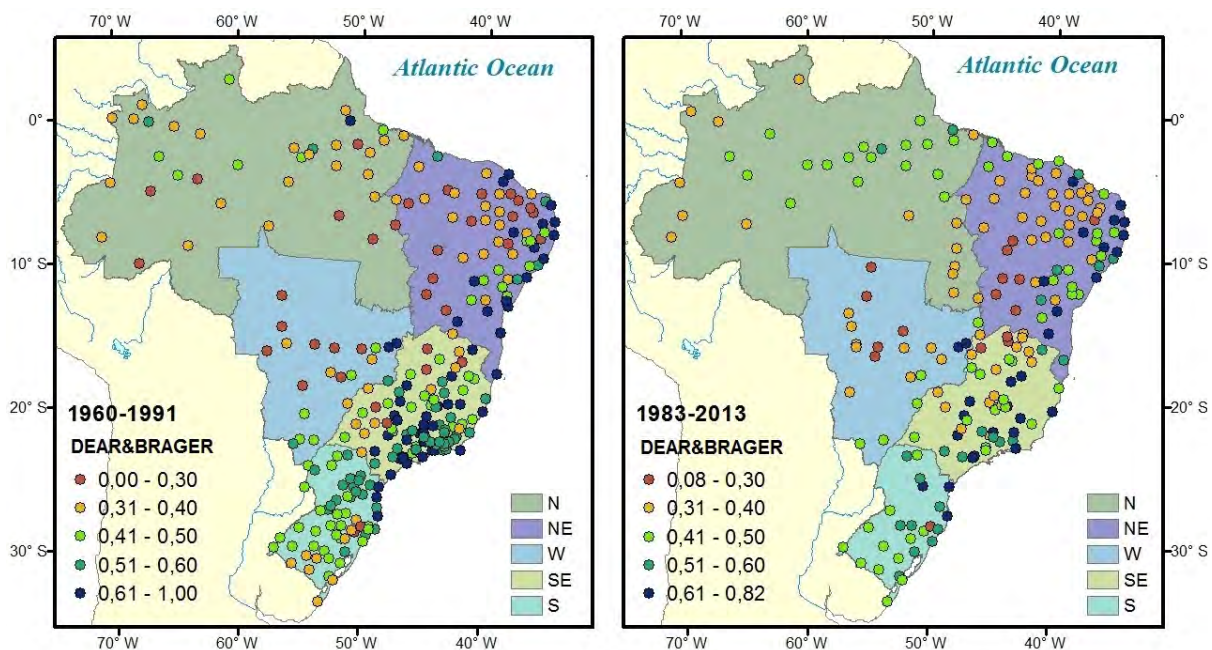 70° W 60° W 50° W 40° W 70° W 60° W 50° W 40° W
Atlantic Ocean
Atlantic Ocean
0° 0°
10° S 10° S
20° S 20° S
30° S 30° S
1960-1991
DEAR&BRAGER
0,00 - 0,30
0,31 - 0,40
0,41 - 0,50
0,51 - 0,60
0,61 - 1,00
N
NE
W
SE
S
1983-2013
DEAR&BRAGER
0,08 - 0,30
0,31 - 0,40
0,41 - 0,50
0,51 - 0,60
0,61 - 0,82
N
NE
W
SE
S
70° W 60° W 50° W 40° W 70° W 60° W 50° W 40° W